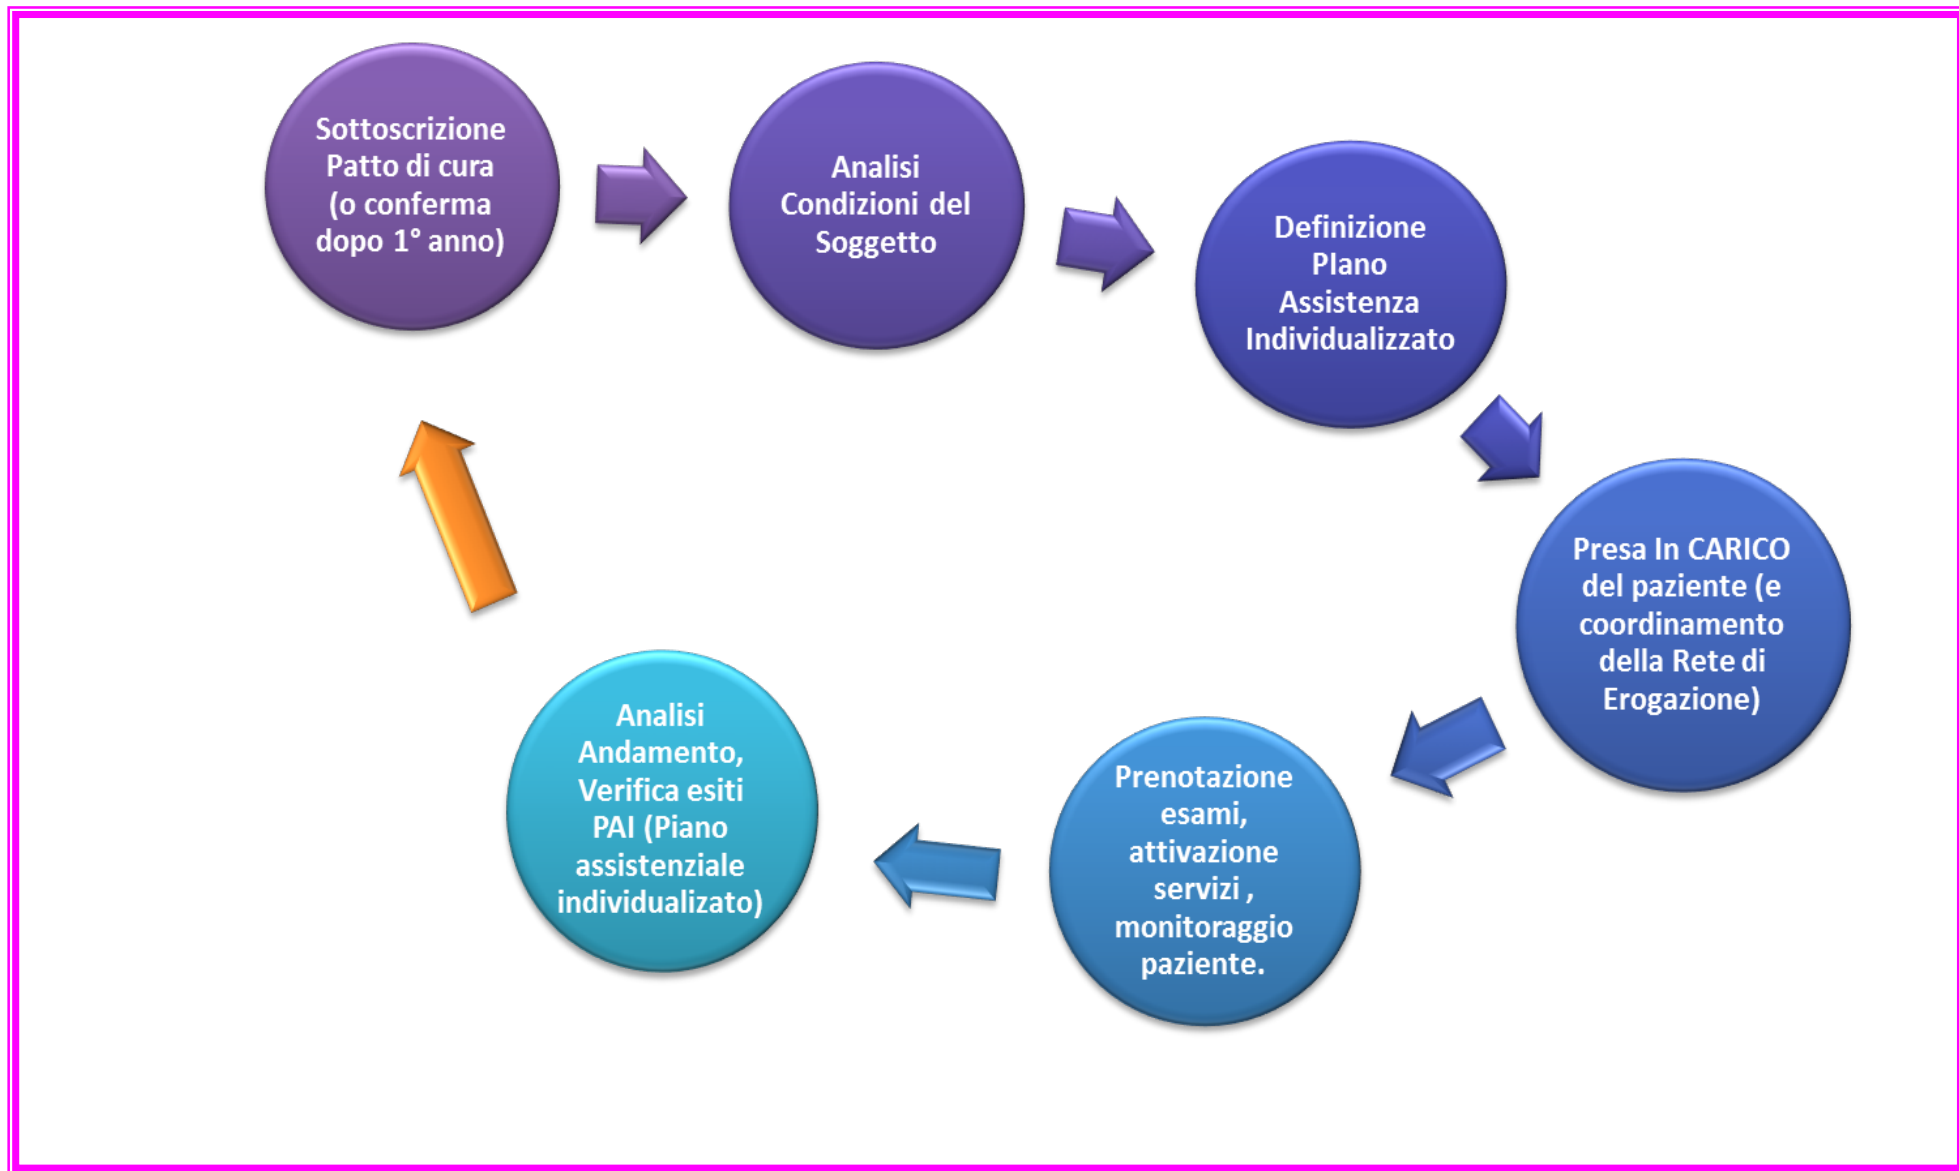 Sottoscrizione
Patto di cura
(o conferma
dopo 1° anno)
Analisi
Condizioni del
Soggetto
Definizione
PIano
Assistenza
Individualizzato
Presa In CARICO
del paziente (e
coordinamento
della Rete di
Erogazione)
Prenotazione
esami,
attivazione
servizi ,
monitoraggio
paziente.
Analisi
Andamento,
Verifica esiti
PAI (Piano
assistenziale
individualizato)